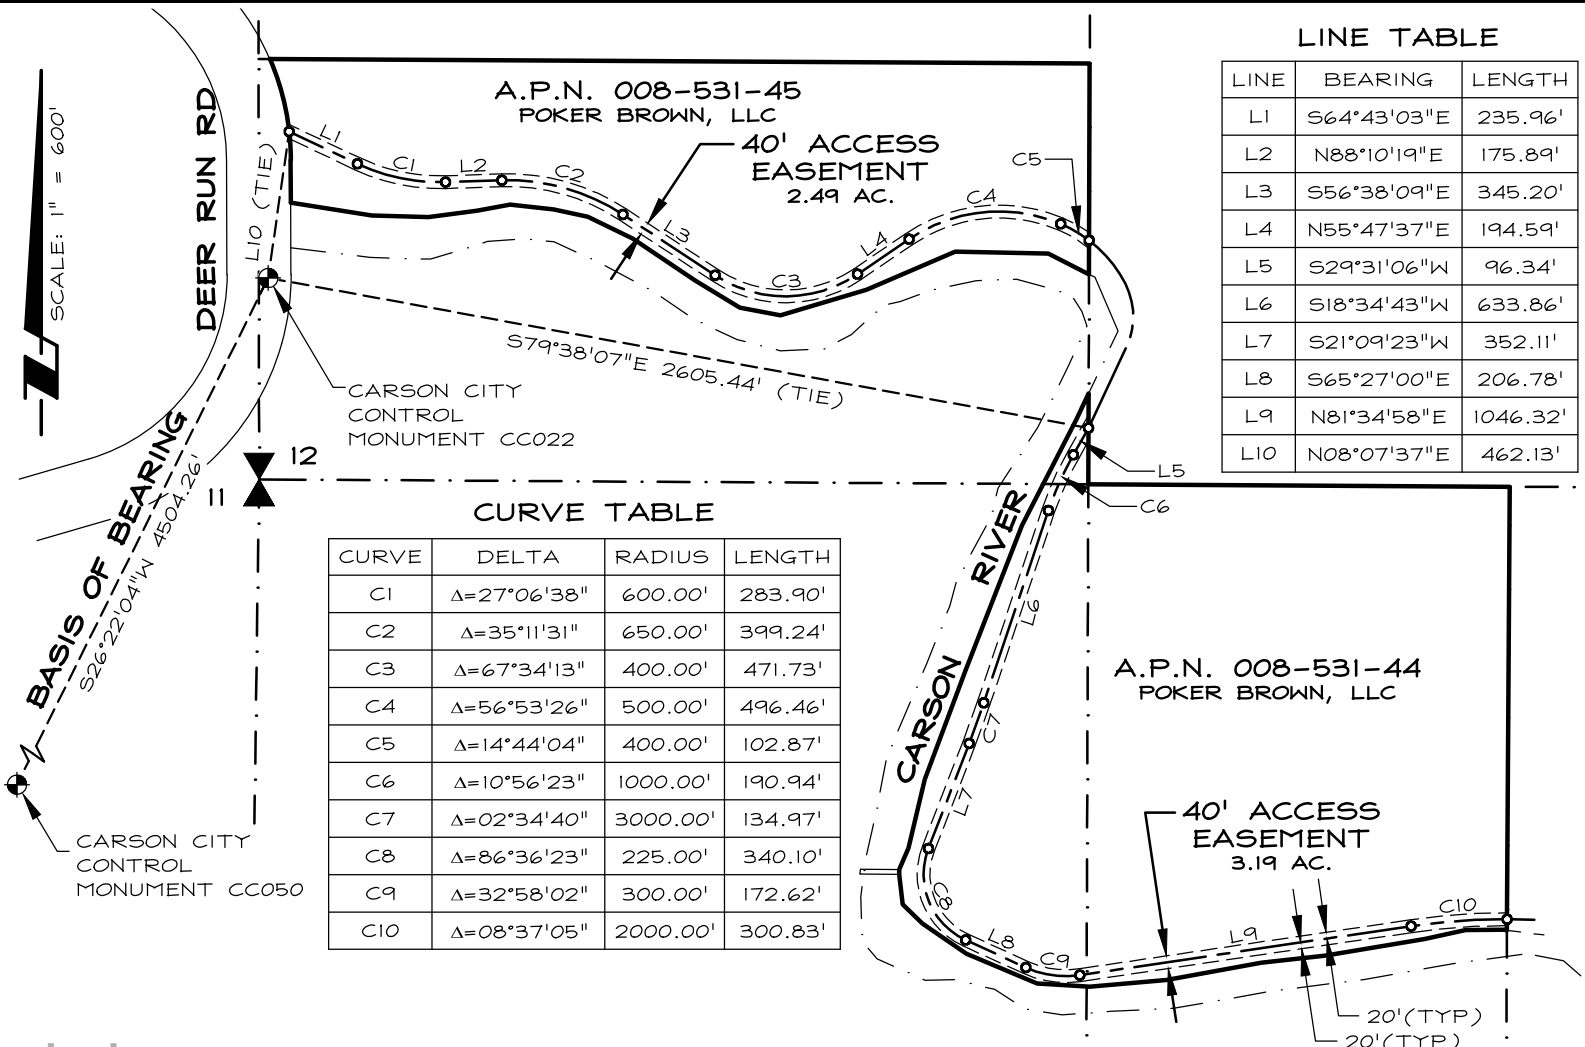 SCALE: 1" = 600'
DEER RUN RD
L10 (TIE)
A.P.N. 008-531-45
POKER BROWN, LLC
40' ACCESS
EASEMENT
2.49 AC.
L1
C1
L2
C2
L3
C3
L4
C4
C5
S79°38'07"E 2605.44' (TIE)
CARSON CITY
CONTROL
MONUMENT CC022
12
11
BASIS OF BEARING
S26°22'04"W 4504.26'
CARSON CITY
CONTROL
MONUMENT CC050
LINE TABLE
LINE BEARING LENGTH
L1 S64°43'03"E 235.96'
L2 N88°10'19"E 175.89'
L3 S56°38'09"E 345.20'
L4 N55°47'37"E 194.59'
L5 S29°31'06"W 96.34'
L6 S18°34'43"W 633.86'
L7 S21°09'23"W 352.11'
L8 S65°27'00"E 206.78'
L9 N81°34'58"E 1046.32'
L10 N08°07'37"E 462.13'
CURVE TABLE
CURVE DELTA RADIUS LENGTH
C1 Δ=27°06'38" 600.00' 283.90'
C2 Δ=35°11'31" 650.00' 399.24'
C3 Δ=67°34'13" 400.00' 471.73'
C4 Δ=56°53'26" 500.00' 496.46'
C5 Δ=14°44'04" 400.00' 102.87'
C6 Δ=10°56'23" 1000.00' 190.94'
C7 Δ=02°34'40" 3000.00' 134.97'
C8 Δ=86°36'23" 225.00' 340.10'
C9 Δ=32°58'02" 300.00' 172.62'
C10 Δ=08°37'05" 2000.00' 300.83'
L5
C6
CARSON RIVER
L6
C7
L7
C8
L8
C9
L9
C10
A.P.N. 008-531-44
POKER BROWN, LLC
40' ACCESS
EASEMENT
3.19 AC.
20'(TYP)
20'(TYP)